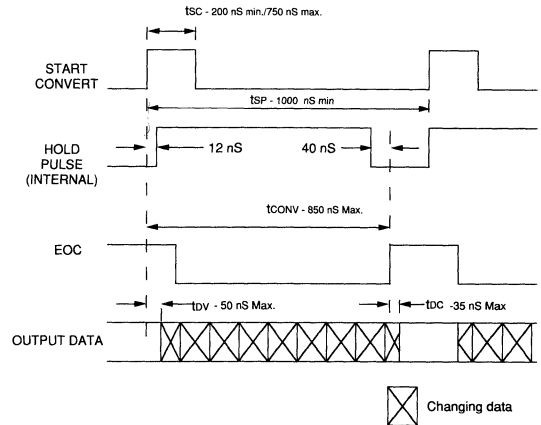 tSC - 200 nS min./750 nS max.
START
CONVERT
tSP - 1000 nS min
HOLD
PULSE
(INTERNAL)
12 nS
40 nS
tCONV - 850 nS Max.
EOC
tDV - 50 nS Max.
tDC -35 nS Max
OUTPUT DATA
Changing data